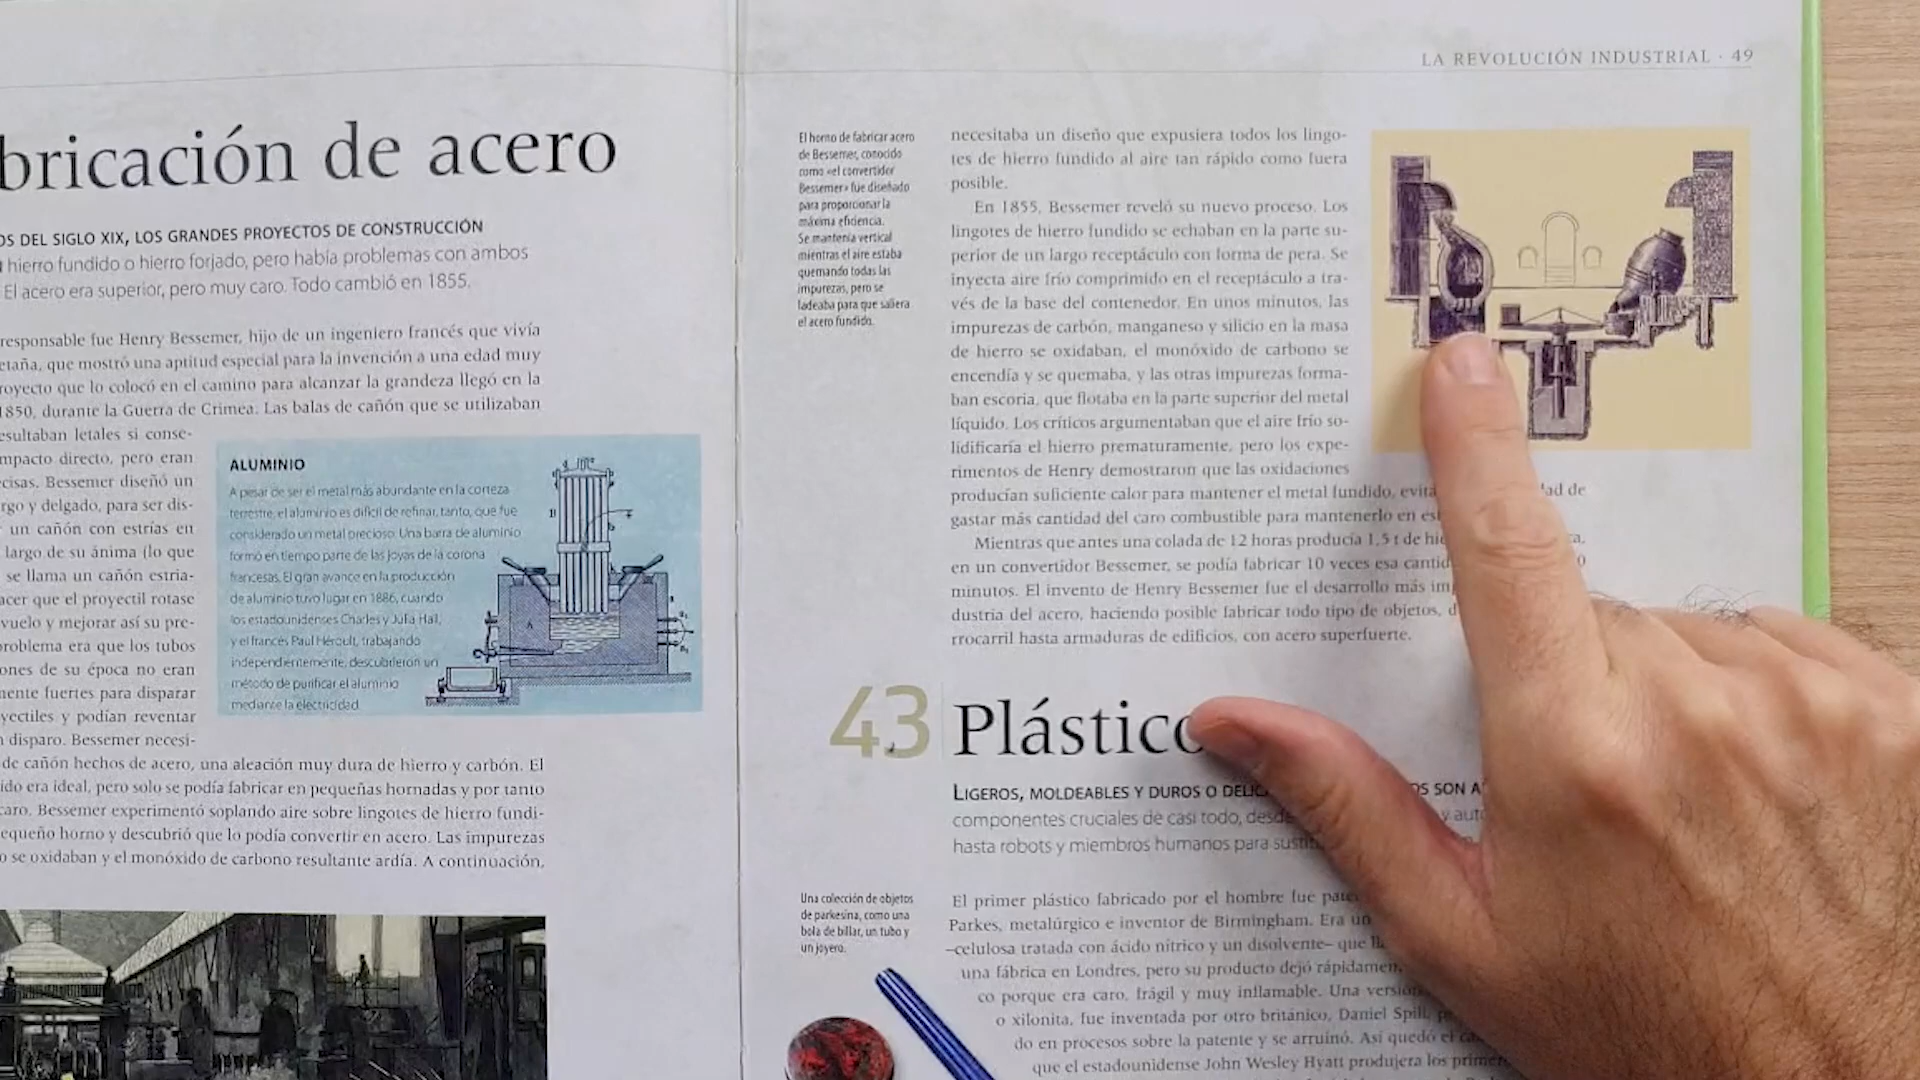 LA REVOLUCIÓN INDUSTRIAL · 49
bricación de acero
OS DEL SIGLO XIX, LOS GRANDES PROYECTOS DE CONSTRUCCIÓN
hierro fundido o hierro forjado, pero había problemas con ambos
El acero era superior, pero muy caro. Todo cambió en 1855.
responsable fue Henry Bessemer, hijo de un ingeniero francés que vivía
etaña, que mostró una aptitud especial para la invención a una edad muy
royecto que lo colocó en el camino para alcanzar la grandeza llegó en la
1850, durante la Guerra de Crimea. Las balas de cañón que se utilizaban
esultaban letales si conse-
mpacto directo, pero eran
cisas. Bessemer diseñó un
rgo y delgado, para ser dis-
un cañón con estrías en
largo de su ánima (lo que
se llama un cañón estria-
acer que el proyectil rotase
vuelo y mejorar así su pre-
problema era que los tubos
ones de su época no eran
mente fuertes para disparar
yectiles y podían reventar
disparo. Bessemer necesi-
de cañón hechos de acero, una aleación muy dura de hierro y carbón. El
ido era ideal, pero solo se podía fabricar en pequeñas hornadas y por tanto
caro. Bessemer experimentó soplando aire sobre lingotes de hierro fundi-
equeño horno y descubrió que lo podía convertir en acero. Las impurezas
o se oxidaban y el monóxido de carbono resultante ardía. A continuación,
ALUMINIO
A pesar de ser el metal más abundante en la corteza
terrestre, el aluminio es difícil de refinar, tanto, que fue
considerado un metal precioso. Una barra de aluminio
formó en tiempo parte de las joyas de la corona
francesas. El gran avance en la producción
de aluminio tuvo lugar en 1886, cuando
los estadounidenses Charles y Julia Hall,
y el francés Paul Héroult, trabajando
independientemente, descubrieron un
método de purificar el aluminio
mediante la electricidad.
El horno de fabricar acero
de Bessemer, conocido
como «el convertidor
Bessemer» fue diseñado
para proporcionar la
máxima eficiencia.
Se mantenía vertical
mientras el aire estaba
quemando todas las
impurezas, pero se
ladeaba para que saliera
el acero fundido.
necesitaba un diseño que expusiera todos los lingo-
tes de hierro fundido al aire tan rápido como fuera
posible.
En 1855, Bessemer reveló su nuevo proceso. Los
lingotes de hierro fundido se echaban en la parte su-
perior de un largo receptáculo con forma de pera. Se
inyecta aire frío comprimido en el receptáculo a tra-
vés de la base del contenedor. En unos minutos, las
impurezas de carbón, manganeso y silicio en la masa
de hierro se oxidaban, el monóxido de carbono se
encendía y se quemaba, y las otras impurezas forma-
ban escoria, que flotaba en la parte superior del metal
líquido. Los críticos argumentaban que el aire frío so-
lidificaría el hierro prematuramente, pero los expe-
rimentos de Henry demostraron que las oxidaciones
producían suficiente calor para mantener el metal fundido, evita dad de
gastar más cantidad del caro combustible para mantenerlo en es
Mientras que antes una colada de 12 horas producía 1,5 t de hie ra,
en un convertidor Bessemer, se podía fabricar 10 veces esa cantid 0
minutos. El invento de Henry Bessemer fue el desarrollo más im
dustria del acero, haciendo posible fabricar todo tipo de objetos, d
rrocarril hasta armaduras de edificios, con acero superfuerte.
43 Plástico
LIGEROS, MOLDEABLES Y DUROS O DELIC OS SON A
componentes cruciales de casi todo, desde y auto
hasta robots y miembros humanos para susti
Una colección de objetos
de parkesina, como una
bola de billar, un tubo y
un joyero.
El primer plástico fabricado por el hombre fue pate
Parkes, metalúrgico e inventor de Birmingham. Era un
–celulosa tratada con ácido nítrico y un disolvente– que ll
una fábrica en Londres, pero su producto dejó rápidamen
co porque era caro, frágil y muy inflamable. Una versió
o xilonita, fue inventada por otro británico, Daniel Spill, p
do en procesos sobre la patente y se arruinó. Así quedó el ca
que el estadounidense John Wesley Hyatt produjera los prime